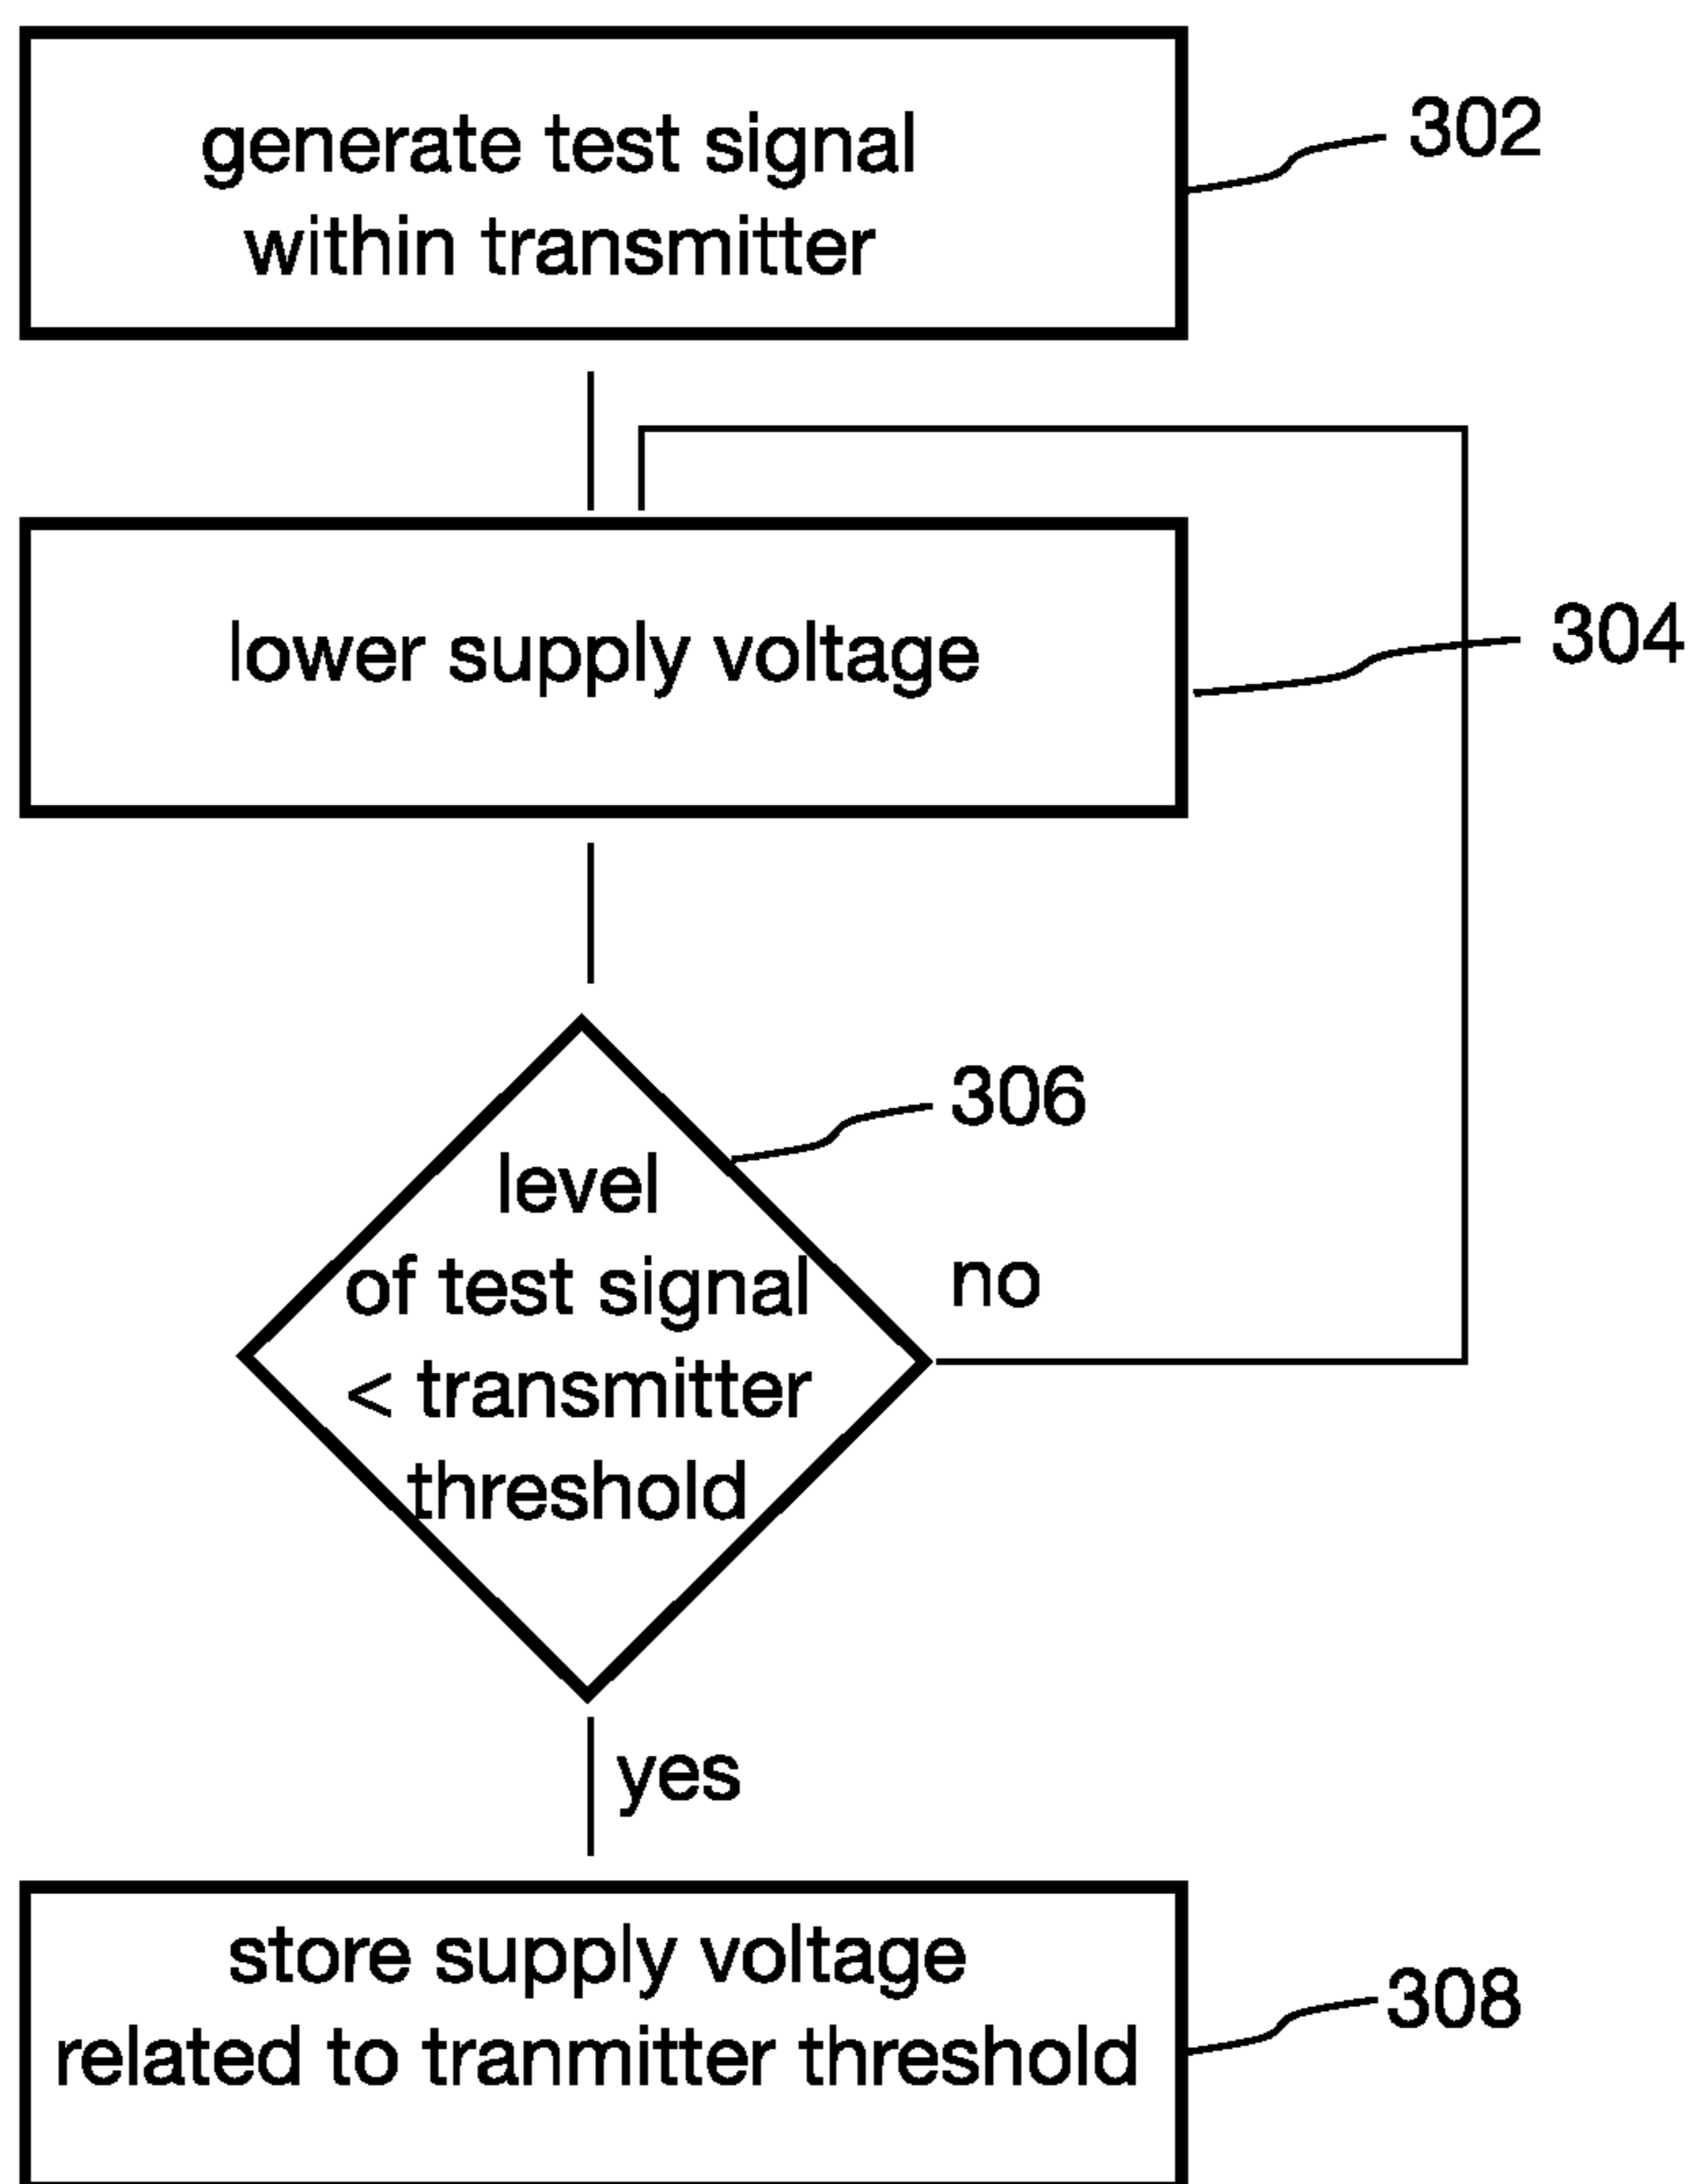 generate test signal
within transmitter
302
lower supply voltage
304
306
level
of test signal
< transmitter
threshold
no
yes
store supply voltage
related to tranmitter threshold
308